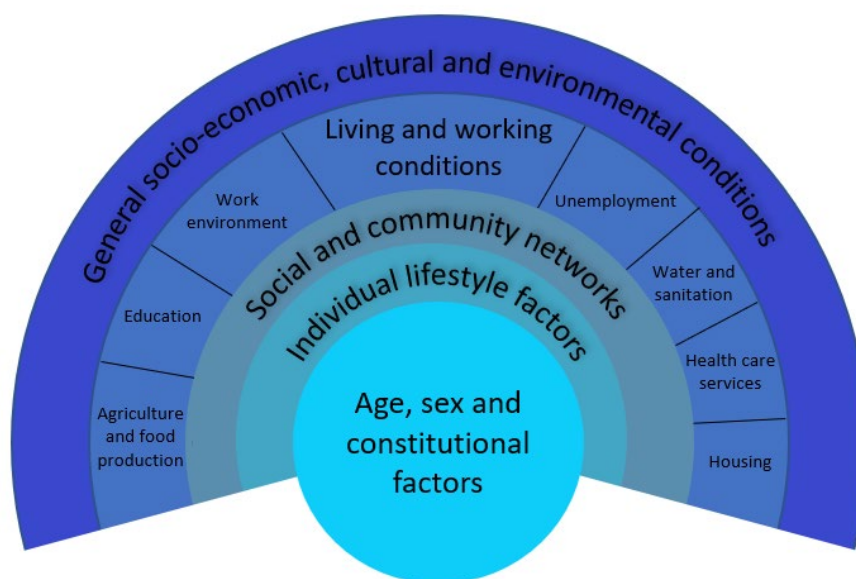 General socio-economic, cultural and environmental conditions
Living and working
conditions
Work
environment
Unemployment
Education
Water and
sanitation
Agriculture
and food
production
Health care
services
Housing
Social and community networks
Individual lifestyle factors
Age, sex and
constitutional
factors